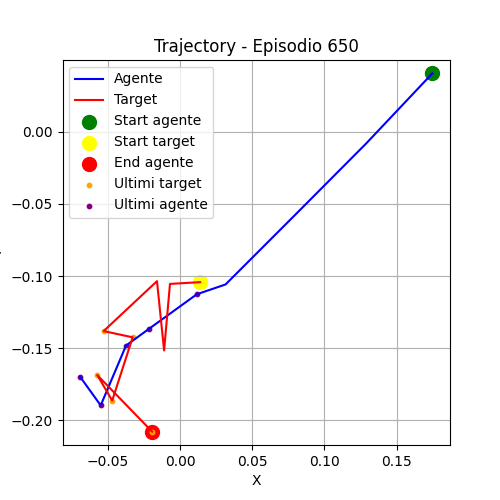 Trajectory - Episodio 650
Agente
Target
Start agente
Start target
End agente
Ultimi target
Ultimi agente
0.00
−0.05
−0.10
−0.15
−0.20
−0.05
0.00
0.05
0.10
0.15
X